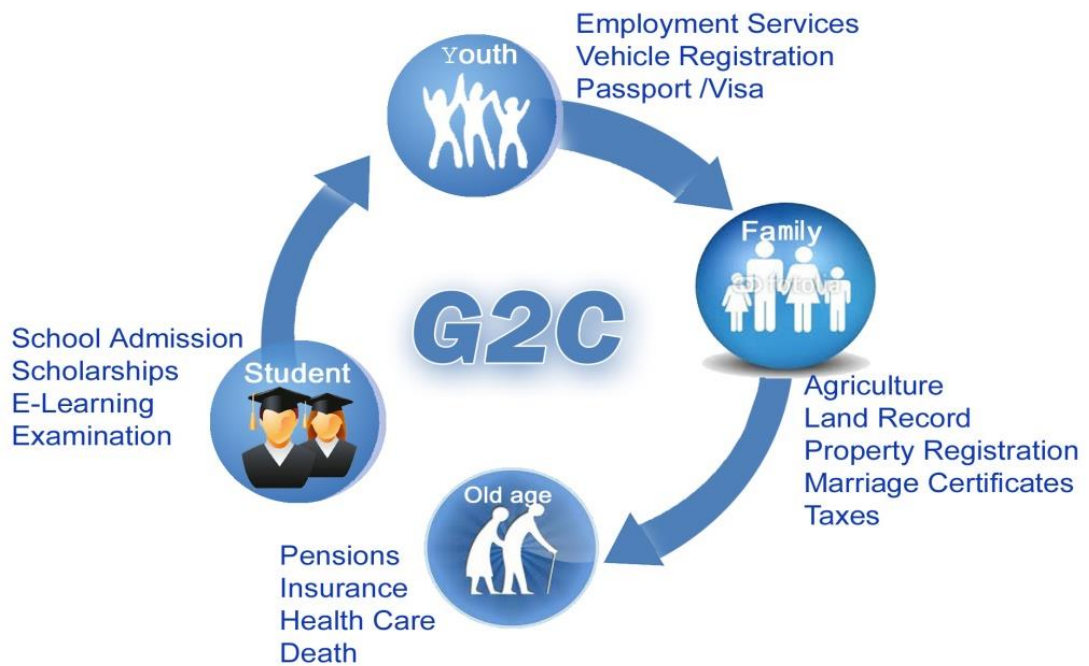 Youth
Employment Services
Vehicle Registration
Passport /Visa
Family
fotolia
G2C
School Admission
Scholarships
E-Learning
Examination
Student
Agriculture
Land Record
Property Registration
Marriage Certificates
Taxes
Old age
Pensions
Insurance
Health Care
Death